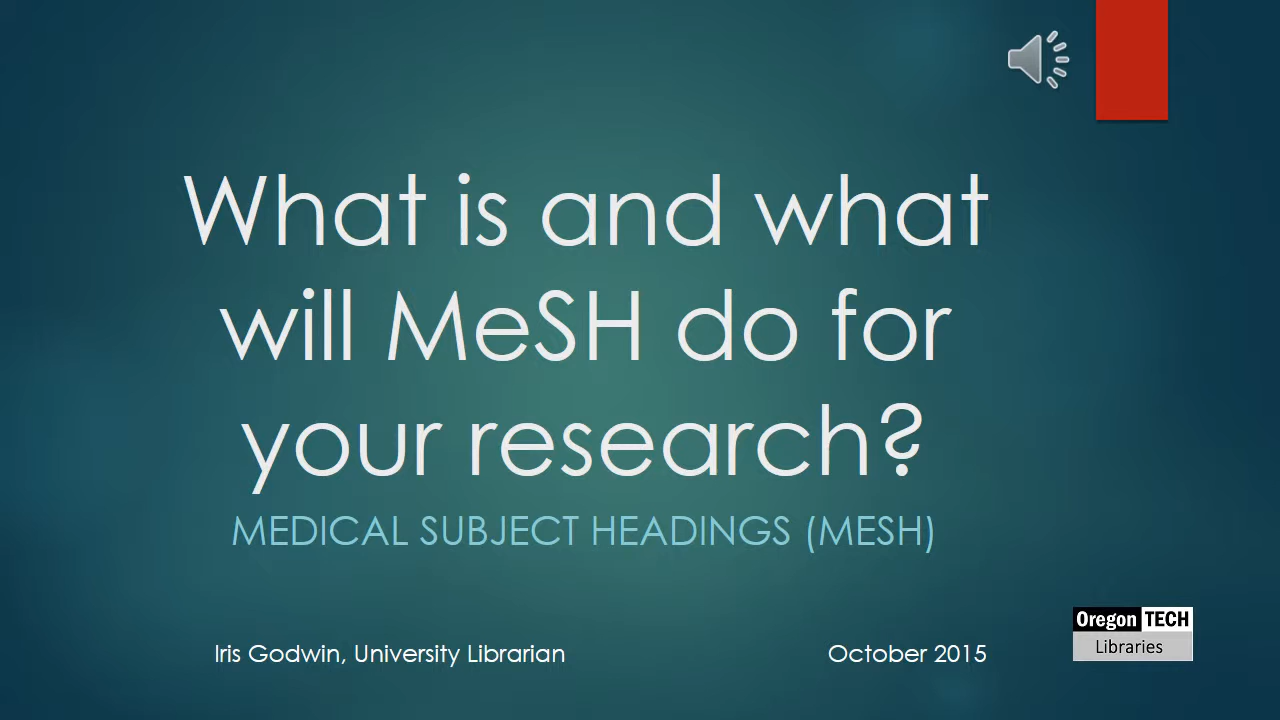 What is and what
will MeSH do for
your research?
MEDICAL SUBJECT HEADINGS (MESH)
Iris Godwin, University Librarian
October 2015
Oregon TECH
Libraries